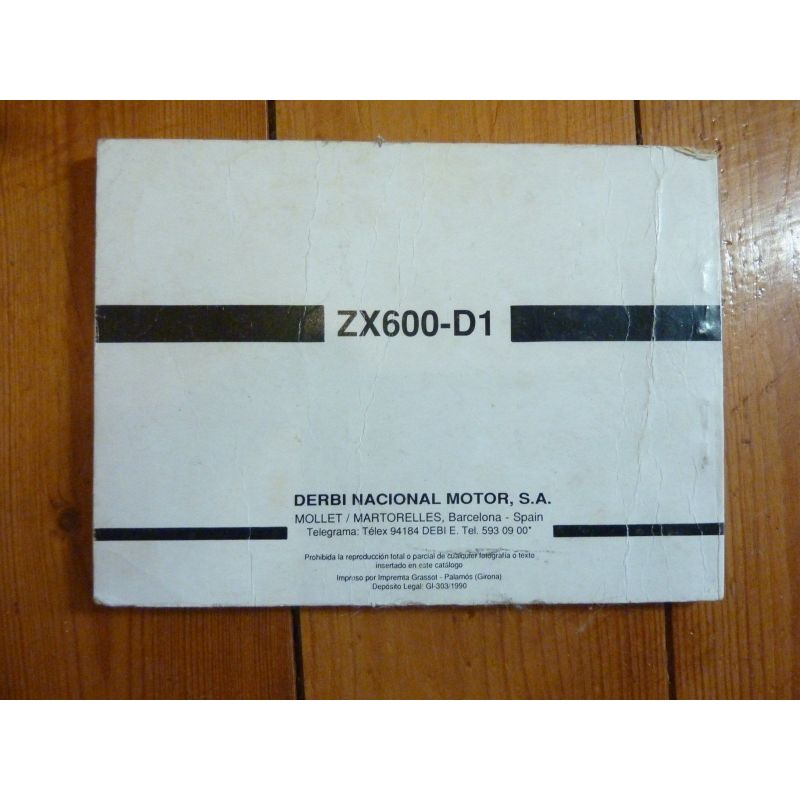 ZX600-D1
DERBI NACIONAL MOTOR, S.A.
MOLLET / MARTORELLES, Barcelona - Spain
Telegrama: Télex 94184 DEBI E. Tel. 593 09 00*
Prohibida la reproducción total o parcial de cualquier fotografía o texto
insertado en este catálogo
Impreso por Impremta Grassot - Palamós (Girona)
Depósito Legal: GI-303/1990